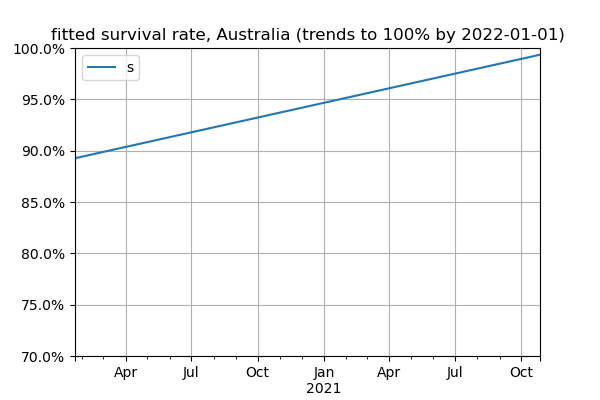 fitted survival rate, Australia (trends to 100% by 2022-01-01)
100.0%
s
95.0%
90.0%
85.0%
80.0%
75.0%
70.0%
Apr Jul Oct Jan Apr Jul Oct
2021